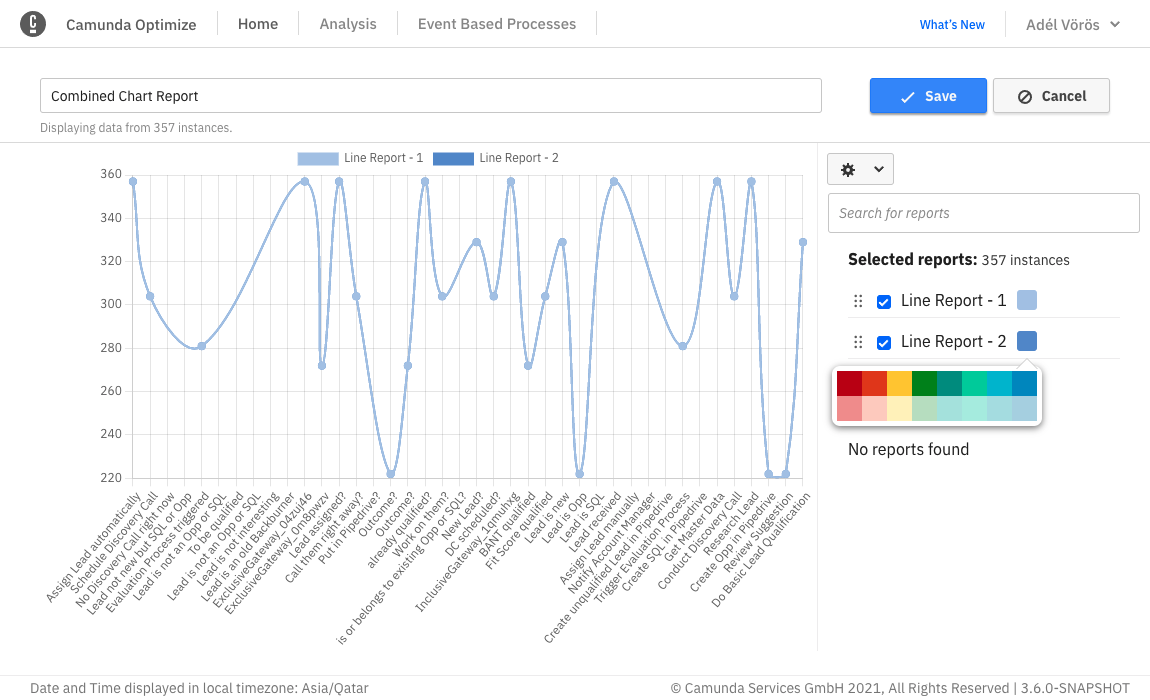 Camunda Optimize
Home
Analysis
Event Based Processes
What's New
Adél Vörös
Combined Chart Report
Save
Cancel
Displaying data from 357 instances.
Line Report - 1
Line Report - 2
360
340
320
300
280
260
240
220
Assign Lead automatically
Schedule Discovery Call
No Discovery Call right now
Lead not new but SQL or Opp
Evaluation Process triggered
Lead is not an Opp or SQL
To be qualified
Lead is not an Opp or SQL
Lead is not interesting
Lead is an old Backburner
ExclusiveGateway_04zuj46
ExclusiveGateway_0m8pwzv
Lead assigned?
Call them right away?
Put in Pipedrive?
Outcome?
Outcome?
already qualified?
Work on them?
is or belongs to existing Opp or SQL?
New Lead?
DC scheduled?
InclusiveGateway_1qmuhxg
BANT qualified
Fit Score qualified
Lead is new
Lead is Opp
Lead is SQL
Lead received
Assign Lead manually
Notify Account Manager
Create unqualified Lead in Pipedrive
Trigger Evaluation Process
Create SQL in Pipedrive
Get Master Data
Conduct Discovery Call
Research Lead
Create Opp in Pipedrive
Review Suggestion
Do Basic Lead Qualification
Search for reports
Selected reports: 357 instances
Line Report - 1
Line Report - 2
No reports found
Date and Time displayed in local timezone: Asia/Qatar
© Camunda Services GmbH 2021, All Rights Reserved | 3.6.0-SNAPSHOT